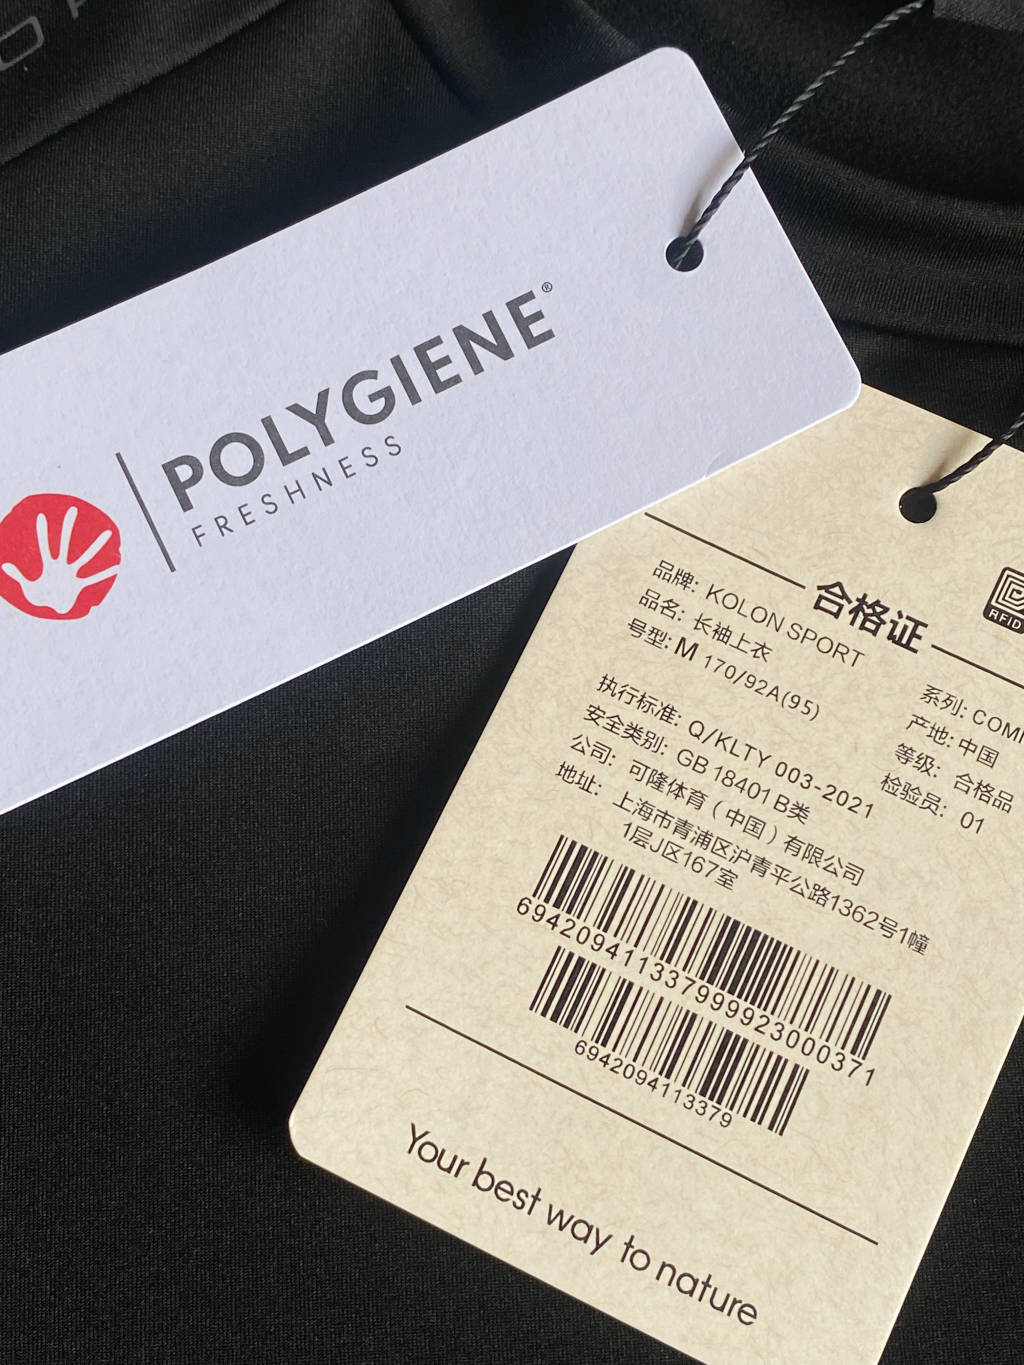 POLYGIENE®
FRESHNESS
合格证
RFID
品牌: KOLON SPORT
品名: 长袖上衣
号型: M 170/92A(95)
系列:
产地: 中国
等级: 合格品
检验员: 01
执行标准: Q/KLTY 003-2021
安全类别: GB 18401 B类
公司: 可隆体育（中国）有限公司
地址: 上海市青浦区沪青平公路1362号1幢
1层J区167室
694209411337999923000371
6942094113379
Your best way to nature